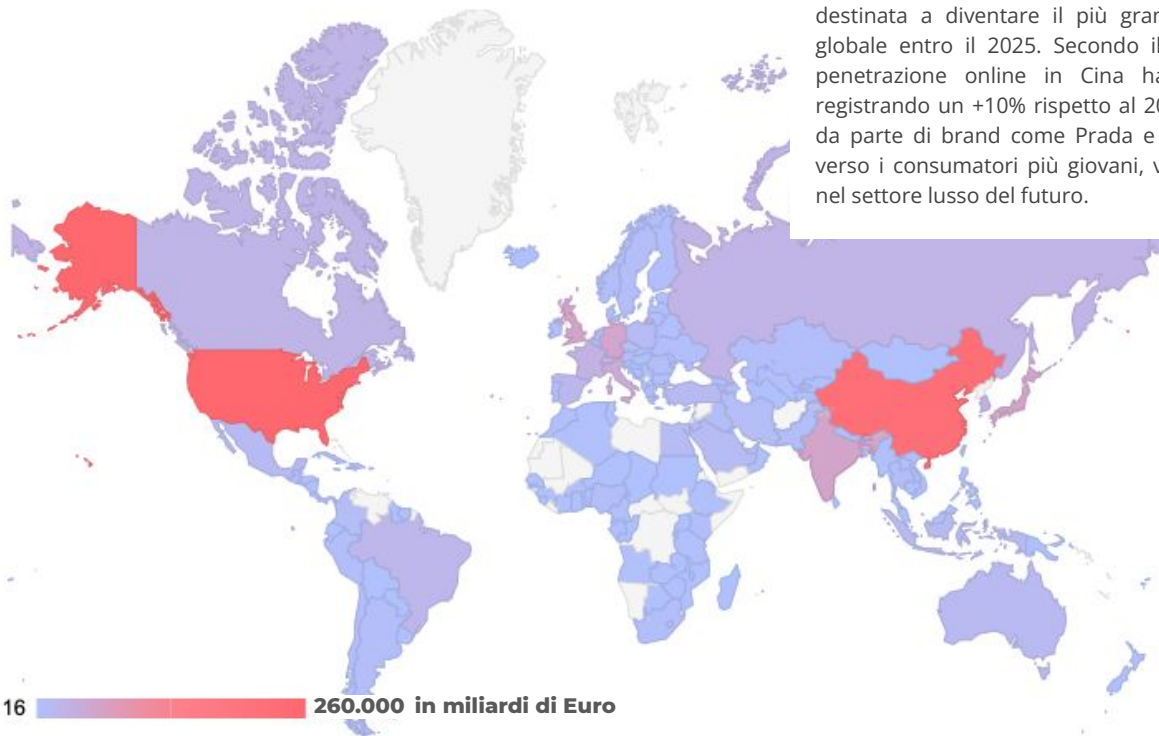 destinata a diventare il più gran
globale entro il 2025. Secondo il
penetrazione online in Cina ha
registrando un +10% rispetto al 20
da parte di brand come Prada e
verso i consumatori più giovani, v
nel settore lusso del futuro.
16 260.000 in miliardi di Euro